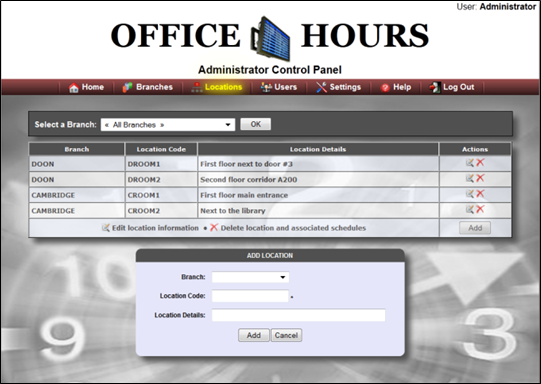 User: Administrator
OFFICE HOURS
Administrator Control Panel
Home Branches Locations Users Settings Help Log Out
Select a Branch: « All Branches » OK
Branch Location Code Location Details Actions
DOON DROOM1 First floor next to door #3
DOON DROOM2 Second floor corridor A200
CAMBRIDGE CROOM1 First floor main entrance
CAMBRIDGE CROOM2 Next to the library
Edit location information • Delete location and associated schedules Add
ADD LOCATION
Branch:
Location Code: *
Location Details:
Add Cancel
12
10
9
3